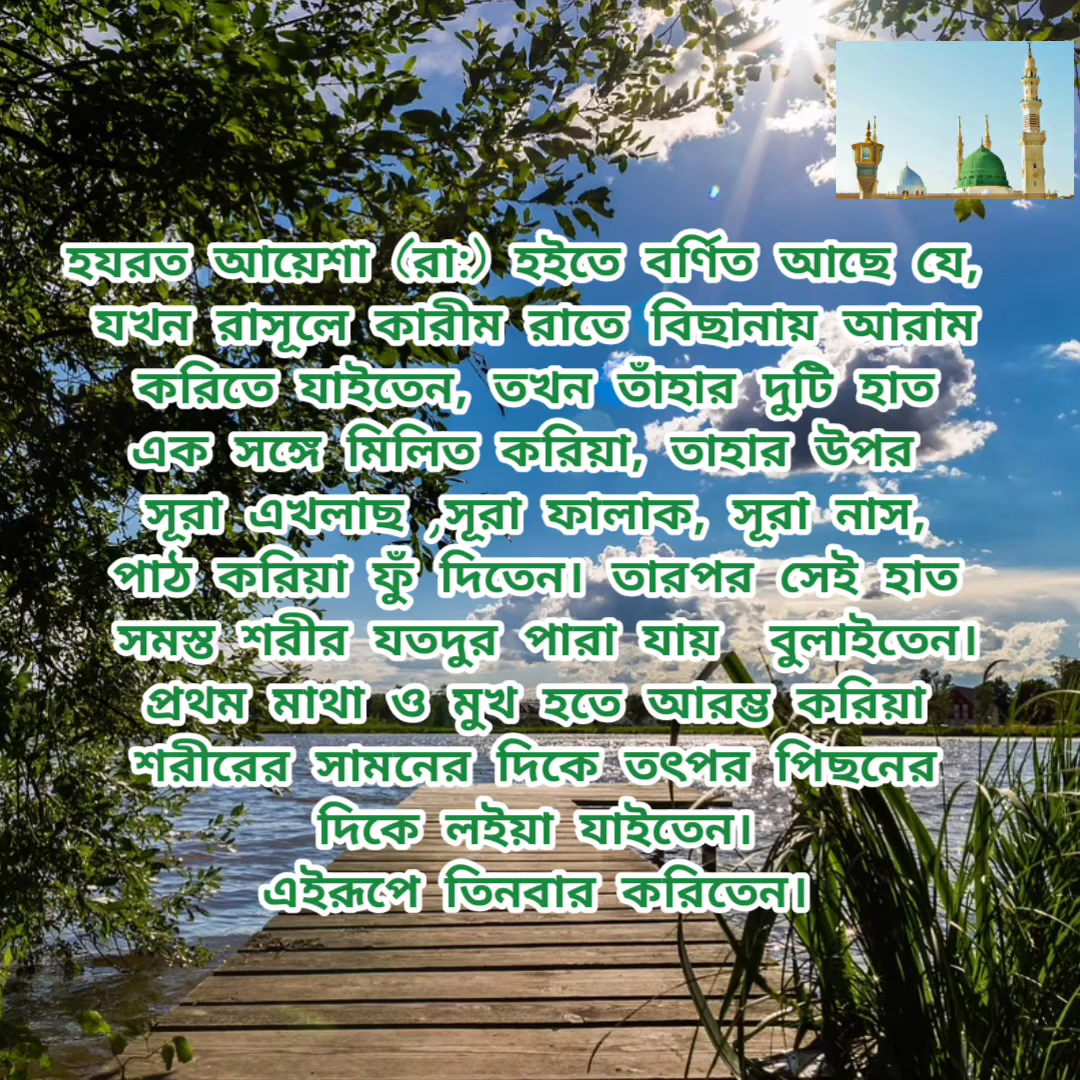 হযরত আয়েশা (রাঃ) হইতে বর্ণিত আছে যে,
যখন রাসূলে কারীম রাতে বিছানায় আরাম
করিতে যাইতেন, তখন তাঁহার দুটি হাত
এক সঙ্গে মিলিত করিয়া, তাহার উপর
সূরা এখলাছ ,সূরা ফালাক, সূরা নাস,
পাঠ করিয়া ফুঁ দিতেন। তারপর সেই হাত
সমস্ত শরীর যতদুর পারা যায় বুলাইতেন।
প্রথম মাথা ও মুখ হতে আরম্ভ করিয়া
শরীরের সামনের দিকে তৎপর পিছনের
দিকে লইয়া যাইতেন।
এইরূপে তিনবার করিতেন।